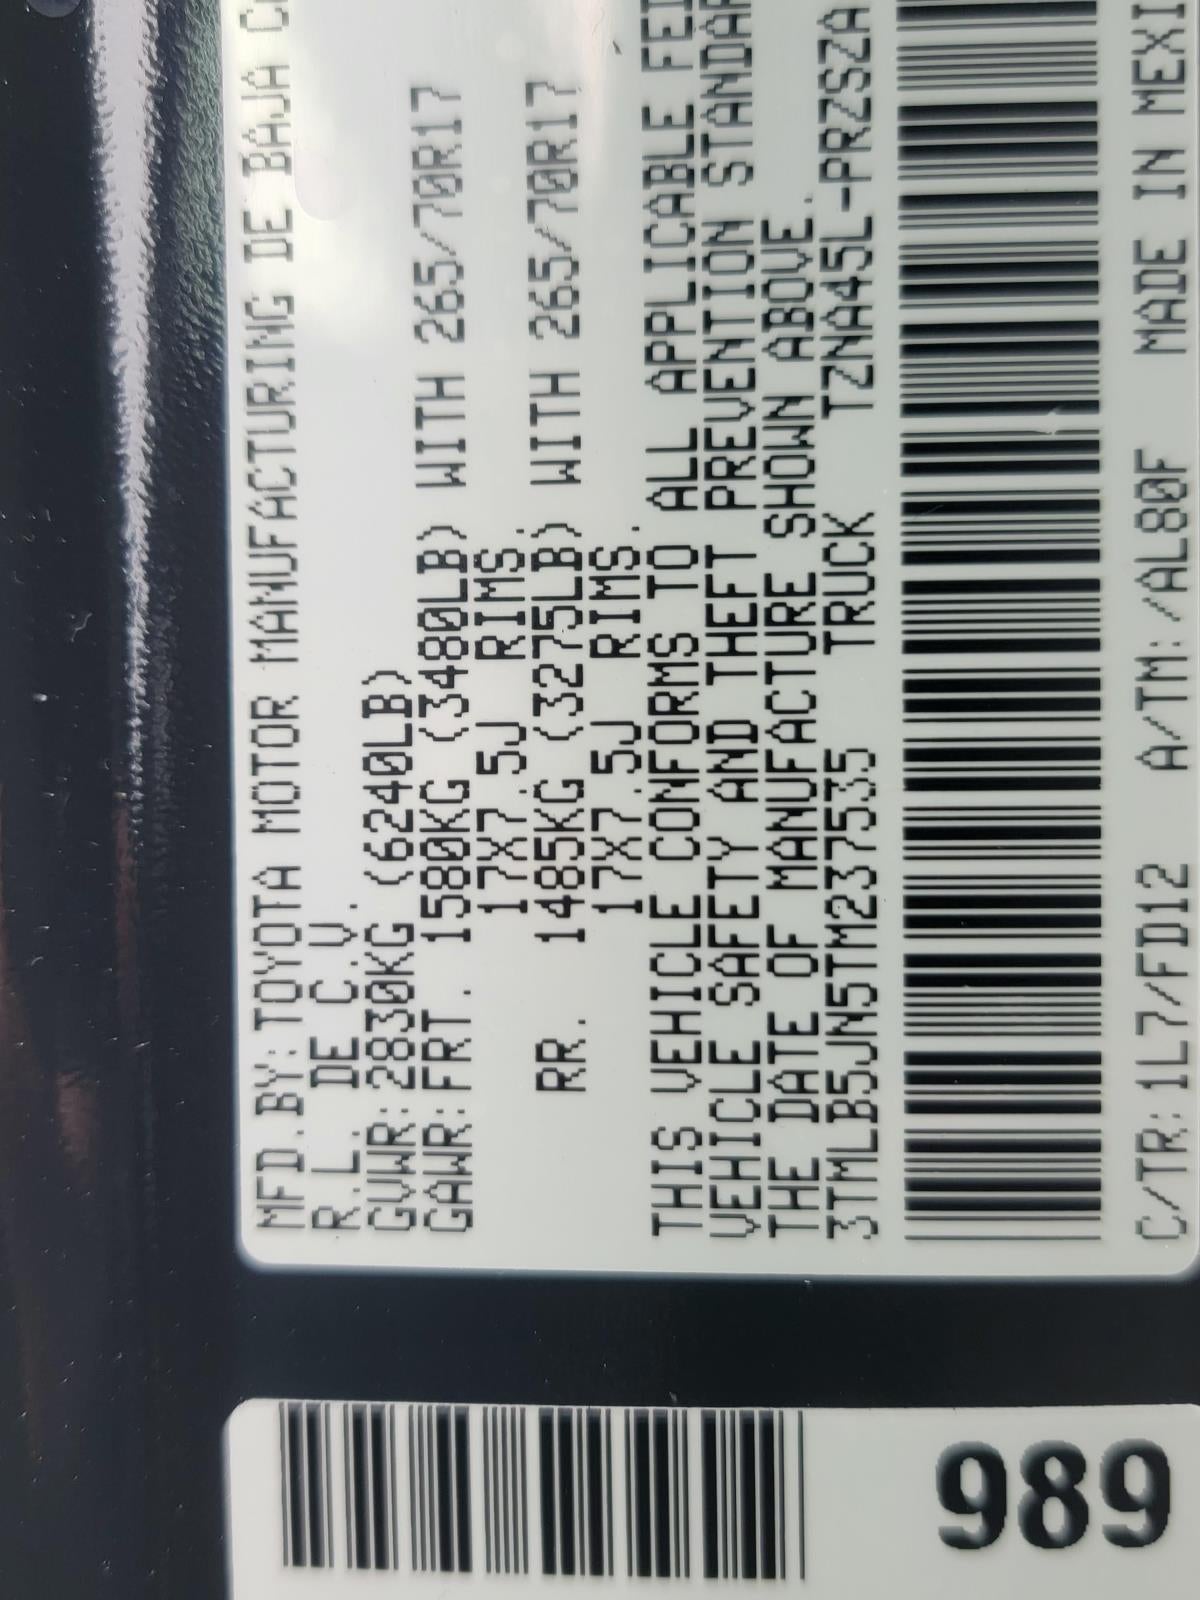 MFD.BY: TOYOTA MOTOR MANUFACTURING DE BAJA
R.L. DE C.V.
GVWR: 2830KG (6240LB)
GAWR: FRT. 1580KG (3480LB) WITH 265/70R17
17X7.5J RIMS.
RR. 1485KG (3275LB) WITH 265/70R17
17X7.5J RIMS.
THIS VEHICLE CONFORMS TO ALL APPLICABLE
VEHICLE SAFETY AND THEFT PREVENTION
THE DATE OF MANUFACTURE SHOWN ABOVE.
3TMLB5JN5TM237535 TRUCK TZNA45L-PRZSZA
C/TR: 1L7/FD12 A/TM: /AL80F MADE IN
989